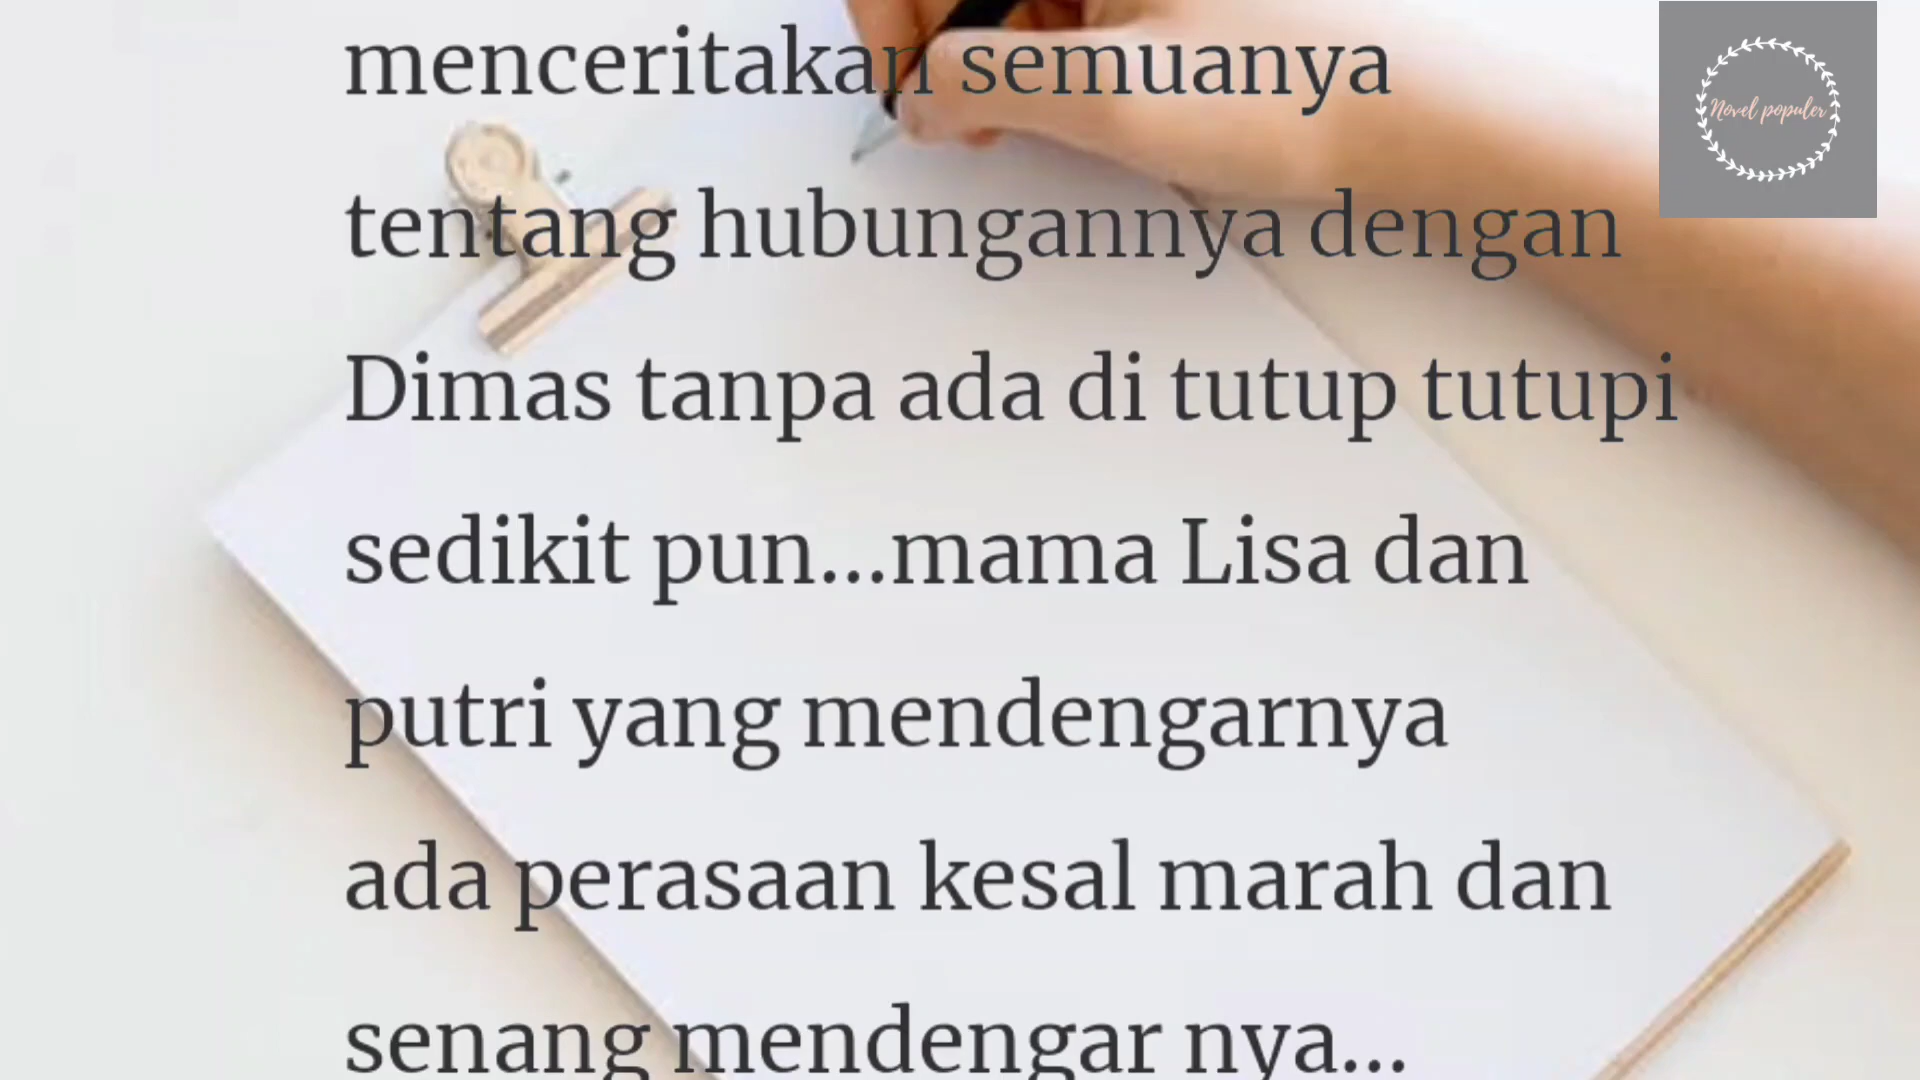 menceritakan semuanya
Novel populer
tentang hubungannya dengan
Dimas tanpa ada di tutup tutupi
sedikit pun...mama Lisa dan
putri yang mendengarnya
ada perasaan kesal marah dan
senang mendengar nya...